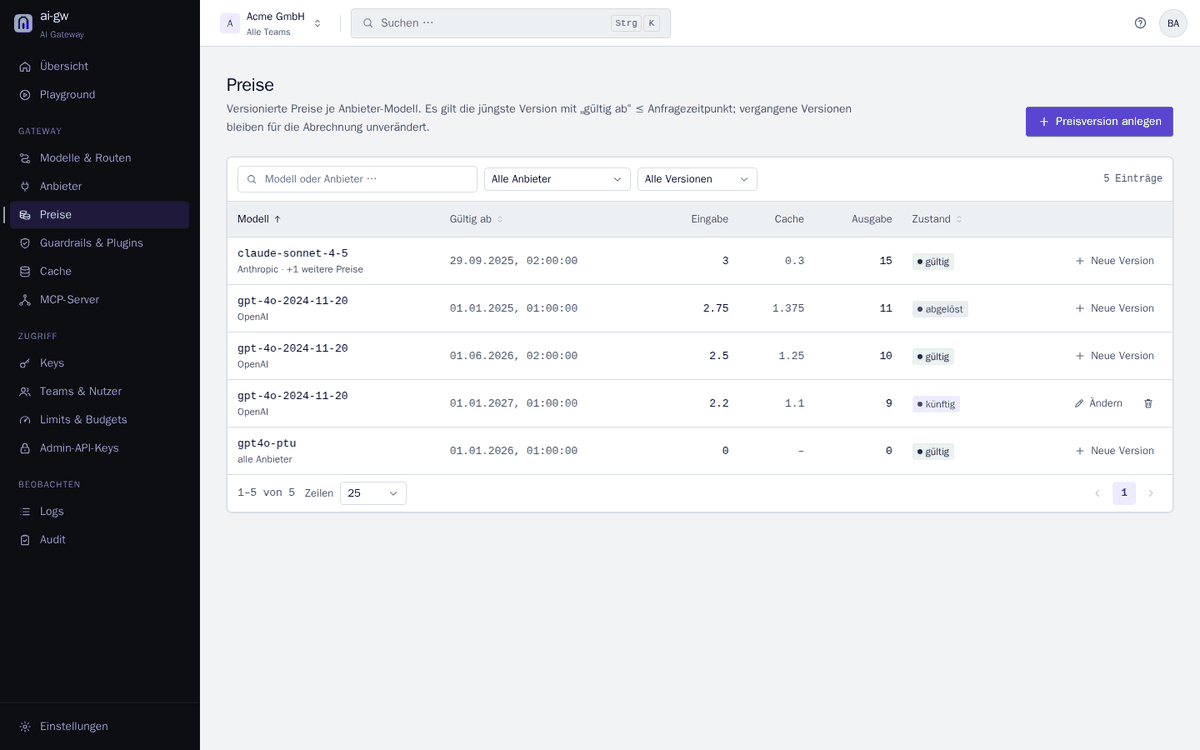 ai-gw
AI Gateway
Übersicht
Playground
GATEWAY
Modelle & Routen
Anbieter
Preise
Guardrails & Plugins
Cache
MCP-Server
ZUGRIFF
Keys
Teams & Nutzer
Limits & Budgets
Admin-API-Keys
BEOBACHTEN
Logs
Audit
Einstellungen
A Acme GmbH
Alle Teams
Suchen ⋯ Strg K
BA
Preise
Versionierte Preise je Anbieter-Modell. Es gilt die jüngste Version mit „gültig ab“ ≤ Anfragezeitpunkt; vergangene Versionen
bleiben für die Abrechnung unverändert.
Preisversion anlegen
Modell oder Anbieter ⋯ Alle Anbieter Alle Versionen 5 Einträge
Modell ↑ Gültig ab Eingabe Cache Ausgabe Zustand
claude-sonnet-4-5
Anthropic · +1 weitere Preise
29.09.2025, 02:00:00 3 0.3 15 gültig + Neue Version
gpt-4o-2024-11-20
OpenAI
01.01.2025, 01:00:00 2.75 1.375 11 abgelöst + Neue Version
gpt-4o-2024-11-20
OpenAI
01.06.2026, 02:00:00 2.5 1.25 10 gültig + Neue Version
gpt-4o-2024-11-20
OpenAI
01.01.2027, 01:00:00 2.2 1.1 9 künftig Ändern
gpt4o-ptu
alle Anbieter
01.01.2026, 01:00:00 0 – 0 gültig + Neue Version
1–5 von 5 Zeilen 25 1